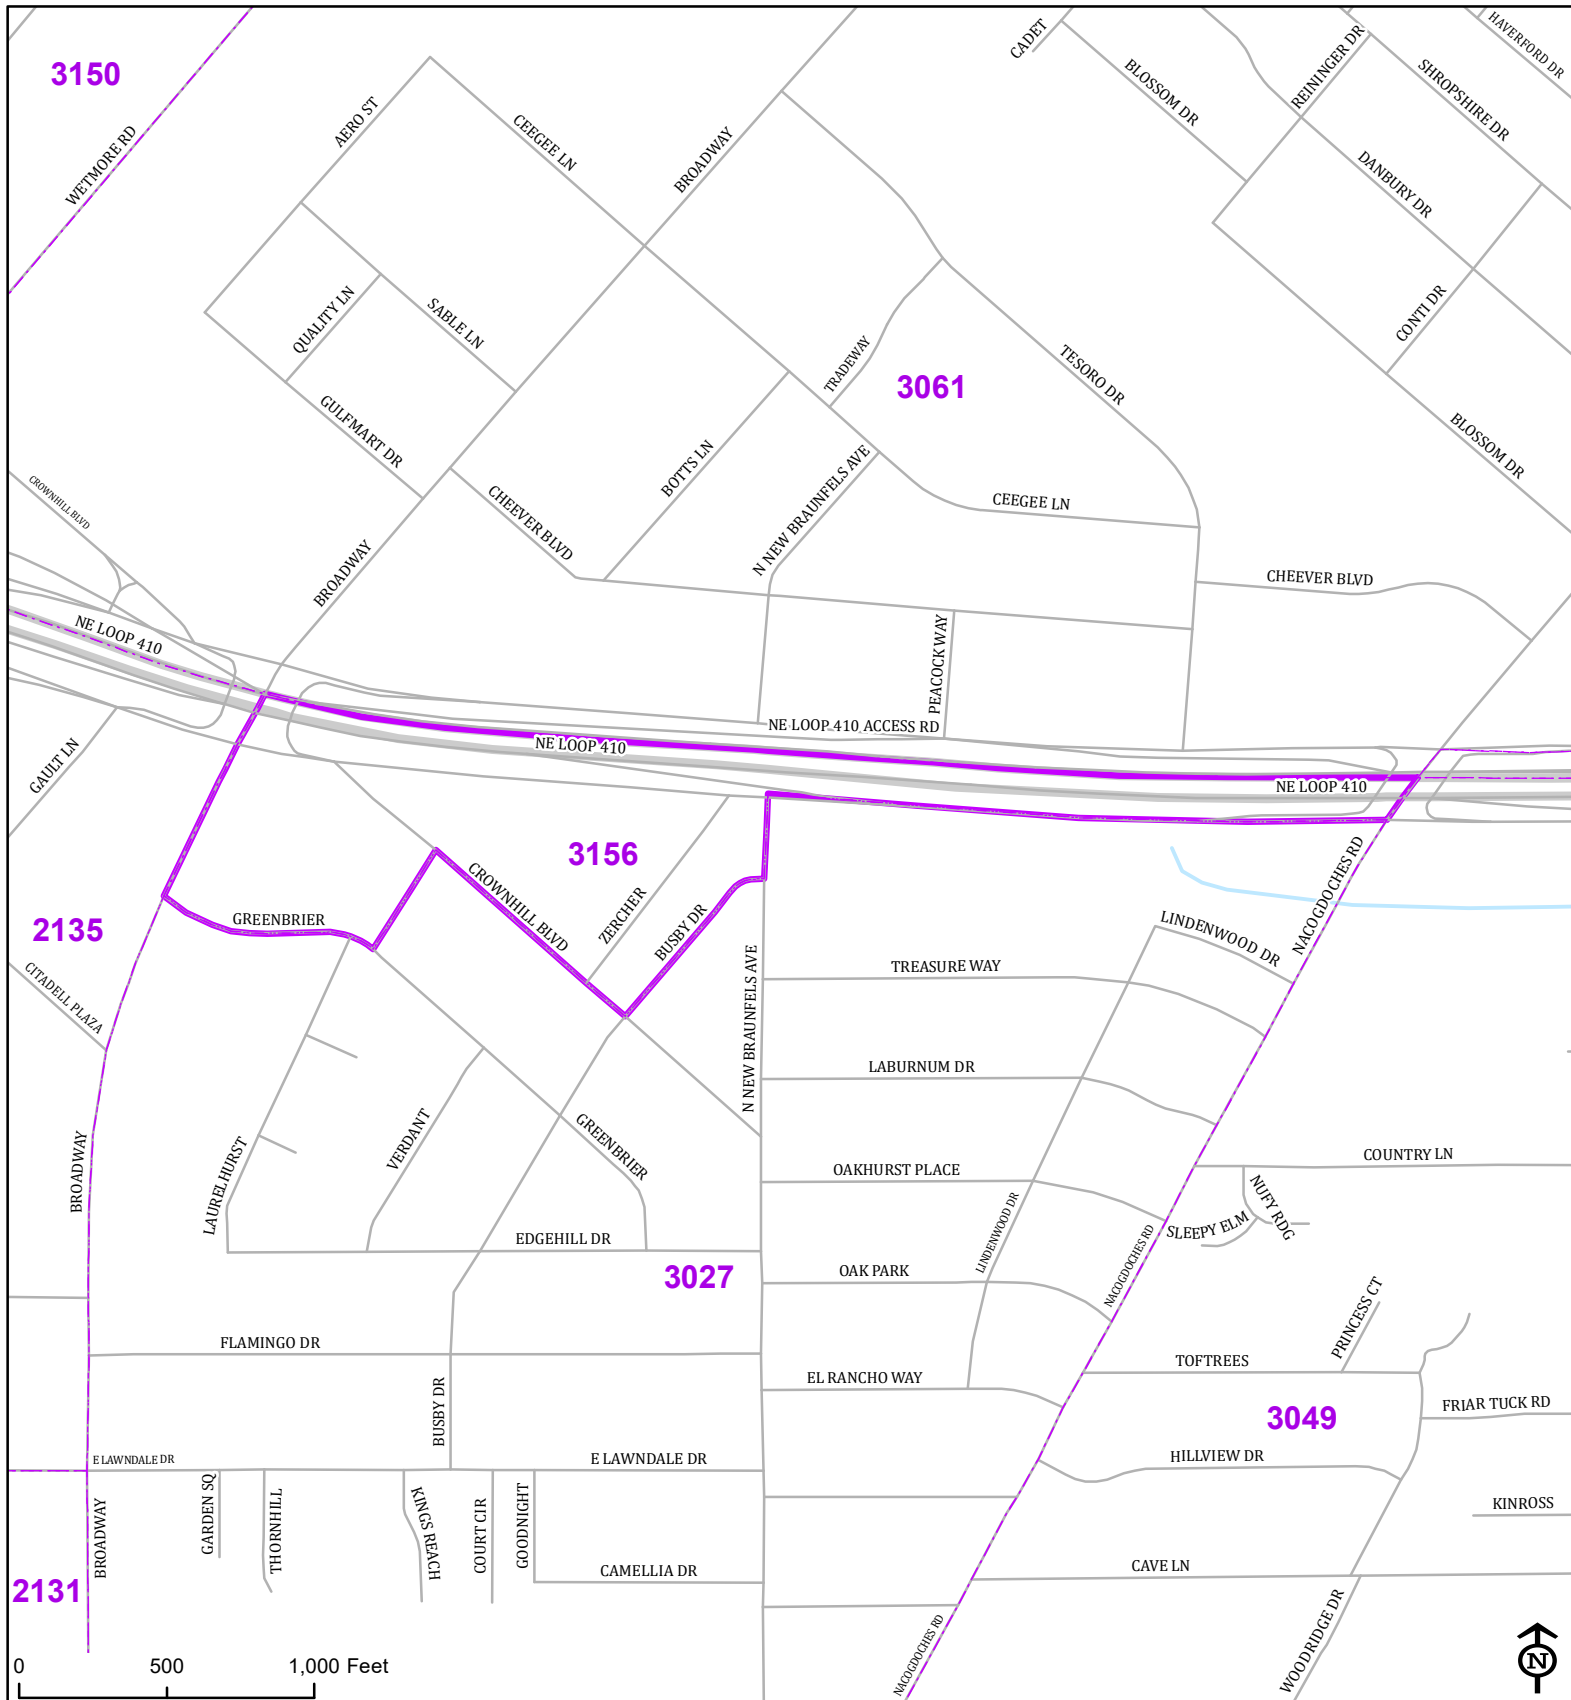 HAVERFORD DR
CADET
REININGER DR
SHROPSHIRE DR
3150
BLOSSOM DR
AERO ST
CEEGEE LN
BROADWAY
WETMORE RD
DANBURY DR
QUALITY LN
SABLE LN
CONTI DR
TRADEWAY
TESORO DR
3061
GULFMART DR
BLOSSOM DR
BOTTS LN
N NEW BRAUNFELS AVE
CROWNHILL BLVD
CHEEVER BLVD
CEEGEE LN
BROADWAY
CHEEVER BLVD
NE LOOP 410
PEACOCK WAY
NE LOOP 410 ACCESS RD
NE LOOP 410
GAULT LN
NE LOOP 410
3156
NACOGDOCHES RD
CROWNHILL BLVD
ZERCHER
BUSBY DR
GREENBRIER
2135
LINDENWOOD DR
TREASURE WAY
CITADELL PLAZA
N NEW BRAUNFELS AVE
LABURNUM DR
VERDANT
GREENBRIER
COUNTRY LN
BROADWAY
LAURELHURST
OAKHURST PLACE
NUFY RDG
SLEEPY ELM
LINDENWOOD DR
NACOGDOCHES RD
EDGEHILL DR
3027
OAK PARK
PRINCESS CT
FLAMINGO DR
TOFTREES
EL RANCHO WAY
BUSBY DR
FRIAR TUCK RD
3049
E LAWNDALE DR
E LAWNDALE DR
HILLVIEW DR
GARDEN SQ
KINROSS
THORNHILL
KINGS REACH
COURT CIR
GOODNIGHT
BROADWAY
CAMELLIA DR
CAVE LN
2131
WOODRIDGE DR
NACOGDOCHES RD
0 500 1,000 Feet
N